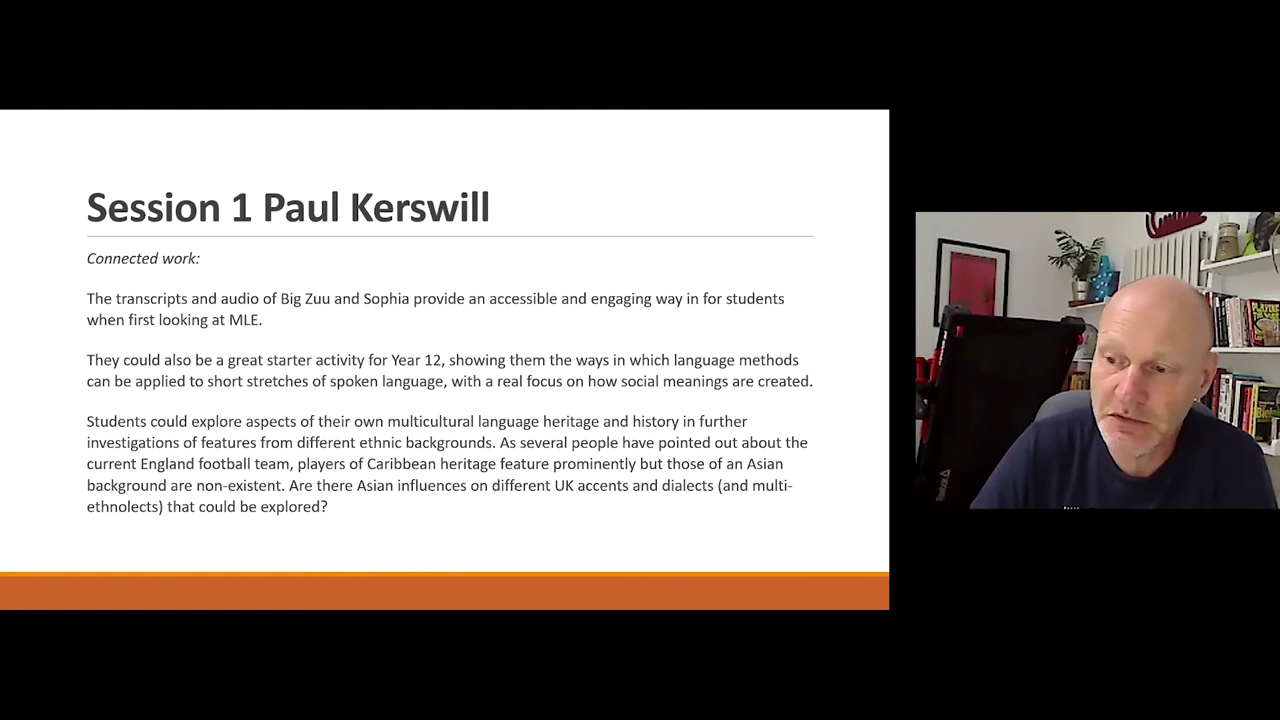 Session 1 Paul Kerswill
Connected work:
The transcripts and audio of Big Zuu and Sophia provide an accessible and engaging way in for students
when first looking at MLE.
They could also be a great starter activity for Year 12, showing them the ways in which language methods
can be applied to short stretches of spoken language, with a real focus on how social meanings are created.
Students could explore aspects of their own multicultural language heritage and history in further
investigations of features from different ethnic backgrounds. As several people have pointed out about the
current England football team, players of Caribbean heritage feature prominently but those of an Asian
background are non-existent. Are there Asian influences on different UK accents and dialects (and multi-
ethnolects) that could be explored?
Reebok